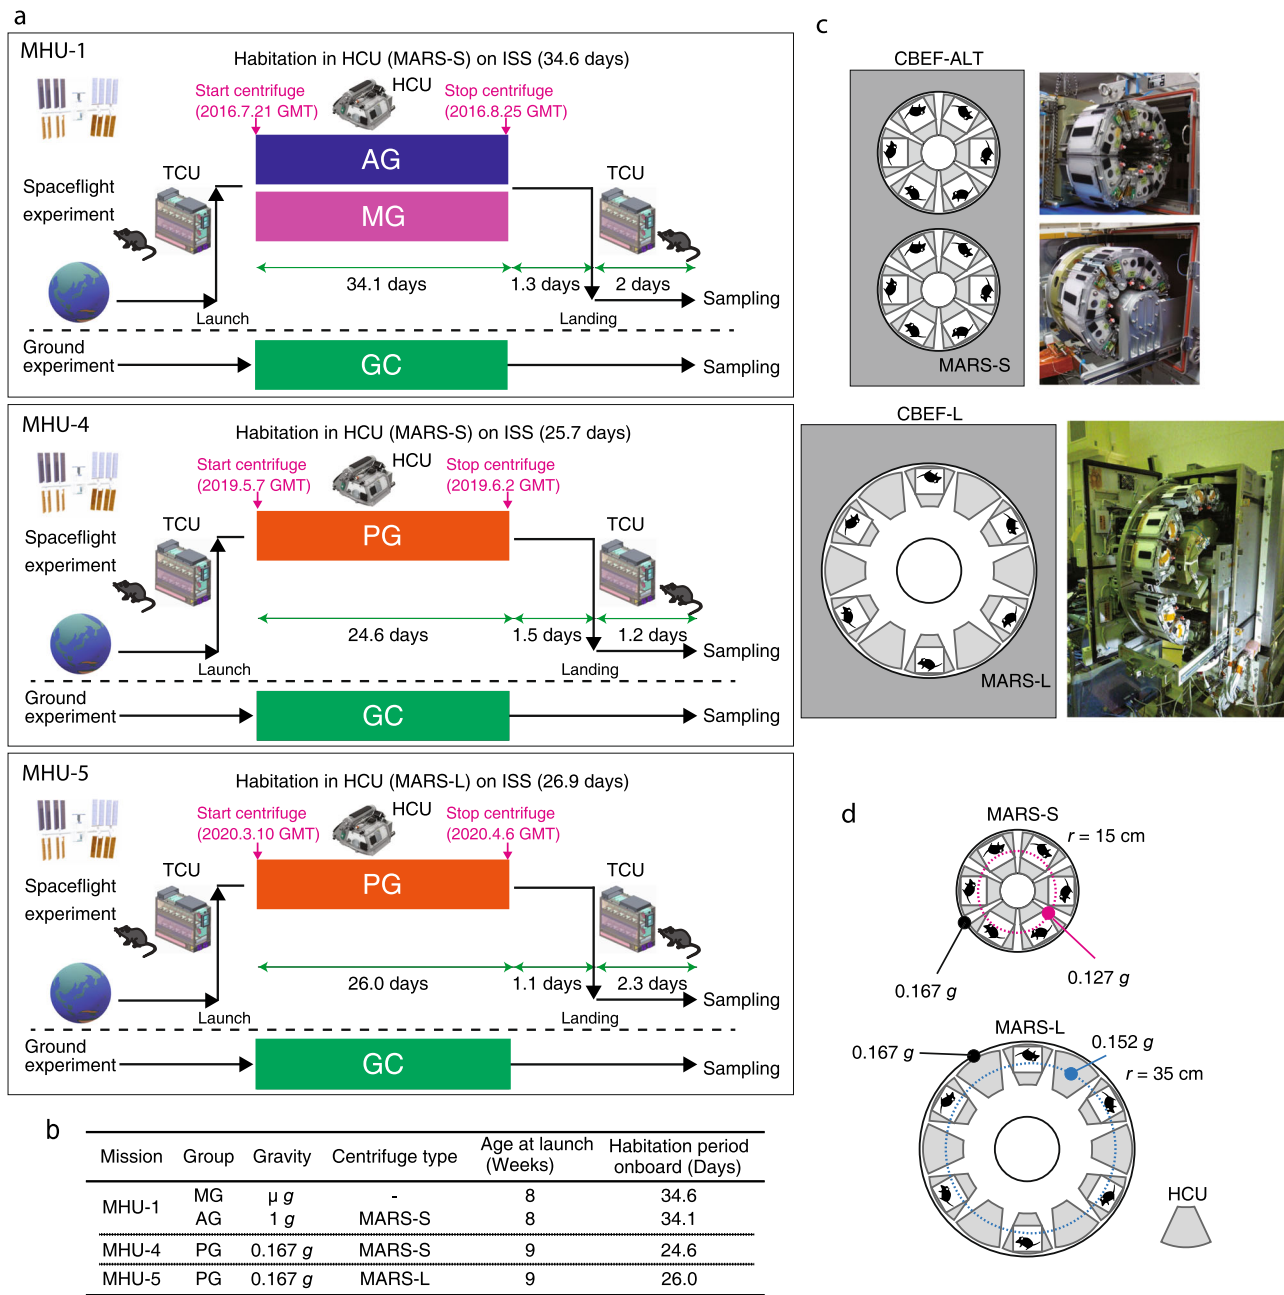 a
MHU-1
Habitation in HCU (MARS-S) on ISS (34.6 days)
Start centrifuge
(2016.7.21 GMT)
HCU
Stop centrifuge
(2016.8.25 GMT)
AG
MG
TCU
TCU
Spaceflight
experiment
34.1 days
1.3 days
2 days
Launch
Landing
Sampling
Ground
experiment
GC
Sampling
MHU-4
Habitation in HCU (MARS-S) on ISS (25.7 days)
Start centrifuge
(2019.5.7 GMT)
HCU
Stop centrifuge
(2019.6.2 GMT)
PG
TCU
TCU
Spaceflight
experiment
24.6 days
1.5 days
1.2 days
Launch
Landing
Sampling
Ground
experiment
GC
Sampling
MHU-5
Habitation in HCU (MARS-L) on ISS (26.9 days)
Start centrifuge
(2020.3.10 GMT)
HCU
Stop centrifuge
(2020.4.6 GMT)
PG
TCU
TCU
Spaceflight
experiment
26.0 days
1.1 days
2.3 days
Launch
Landing
Sampling
Ground
experiment
GC
Sampling
b
Mission Group Gravity Centrifuge type Age at launch (Weeks) Habitation period onboard (Days)
MHU-1 MG μ g - 8 34.6
AG 1 g MARS-S 8 34.1
MHU-4 PG 0.167 g MARS-S 9 24.6
MHU-5 PG 0.167 g MARS-L 9 26.0
c
CBEF-ALT
MARS-S
CBEF-L
MARS-L
d
MARS-S
r = 15 cm
0.167 g
0.127 g
MARS-L
0.167 g
0.152 g
r = 35 cm
HCU